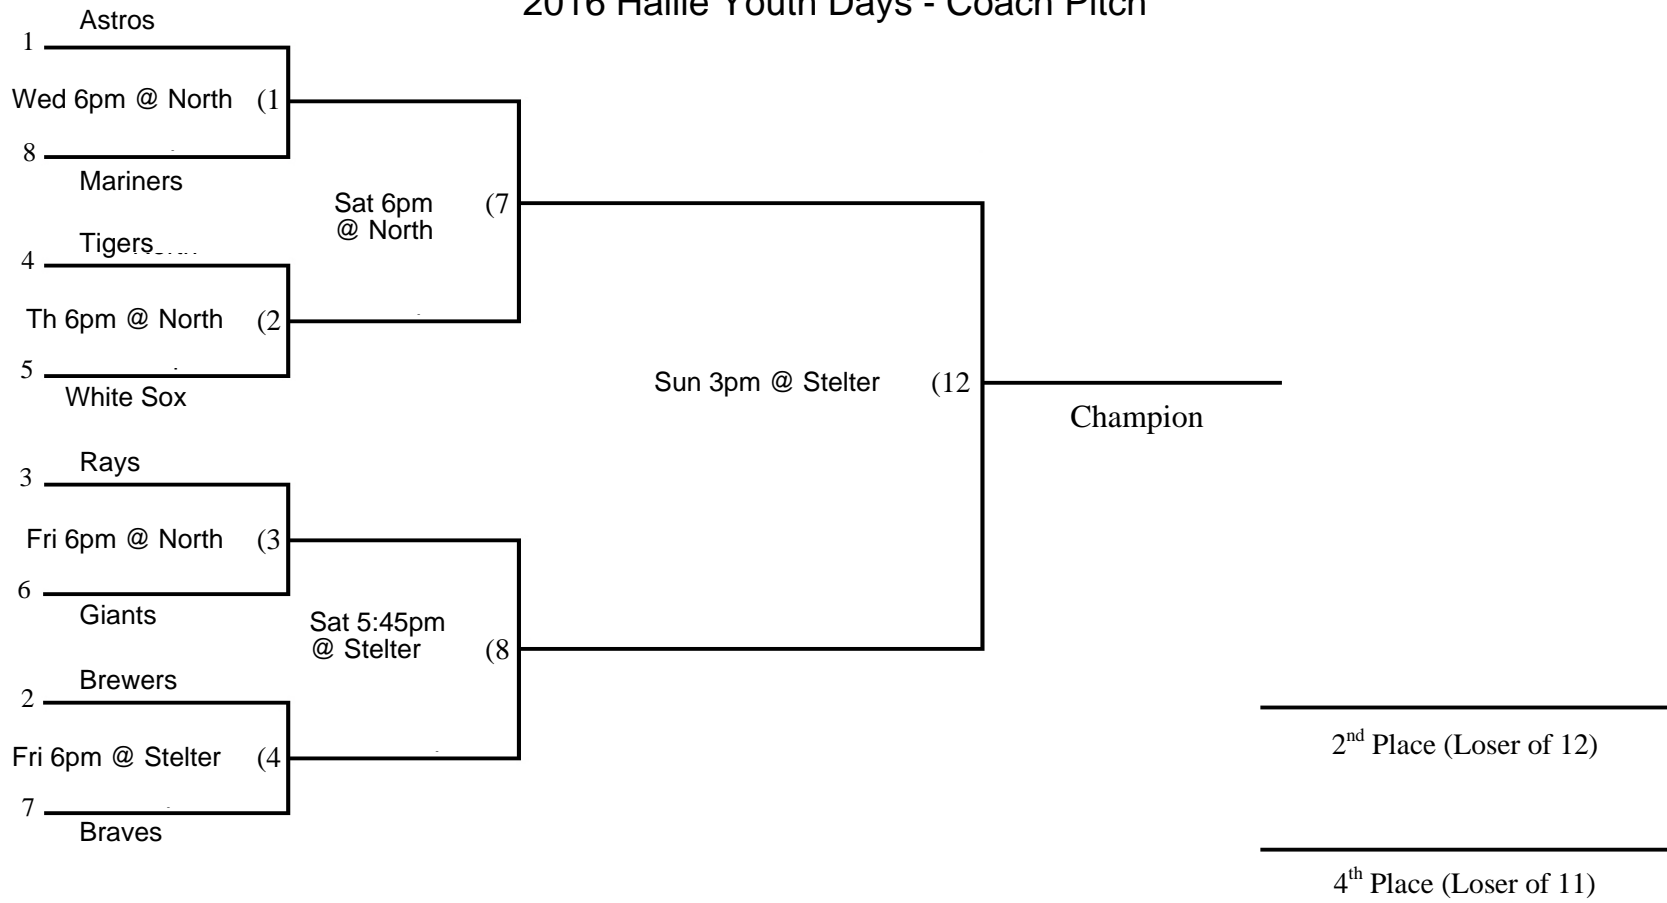 2016 Hallie Youth Days - Coach Pitch
Astros
1
Wed 6pm @ North (1
8
Mariners
Sat 6pm (7
@ North
Tigers
4
Th 6pm @ North (2
5
White Sox
Sun 3pm @ Stelter (12
Champion
Rays
3
Fri 6pm @ North (3
6
Giants
Sat 5:45pm
@ Stelter (8
Brewers
2
Fri 6pm @ Stelter (4
7
Braves
2nd Place (Loser of 12)
4th Place (Loser of 11)